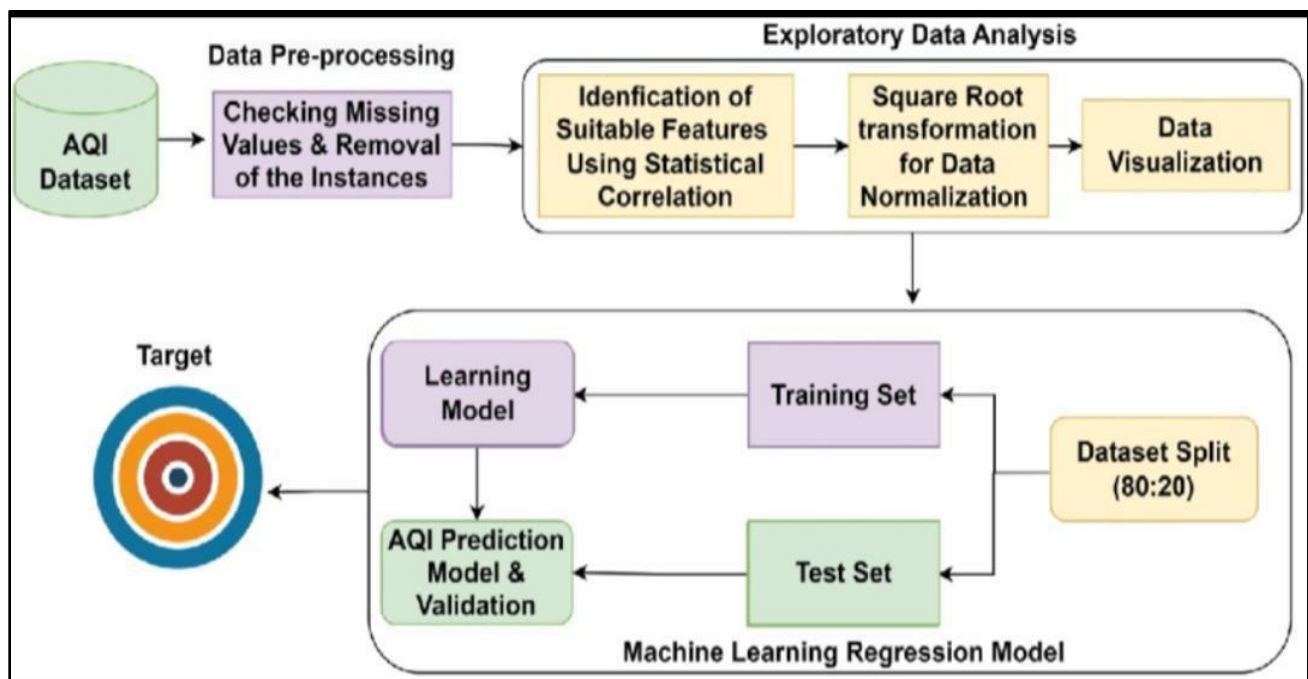 Exploratory Data Analysis
Data Pre-processing
AQI
Dataset
Checking Missing
Values & Removal
of the Instances
Idenfication of
Suitable Features
Using Statistical
Correlation
Square Root
transformation
for Data
Normalization
Data
Visualization
Target
Learning
Model
Training Set
Dataset Split
(80:20)
AQI Prediction
Model &
Validation
Test Set
Machine Learning Regression Model